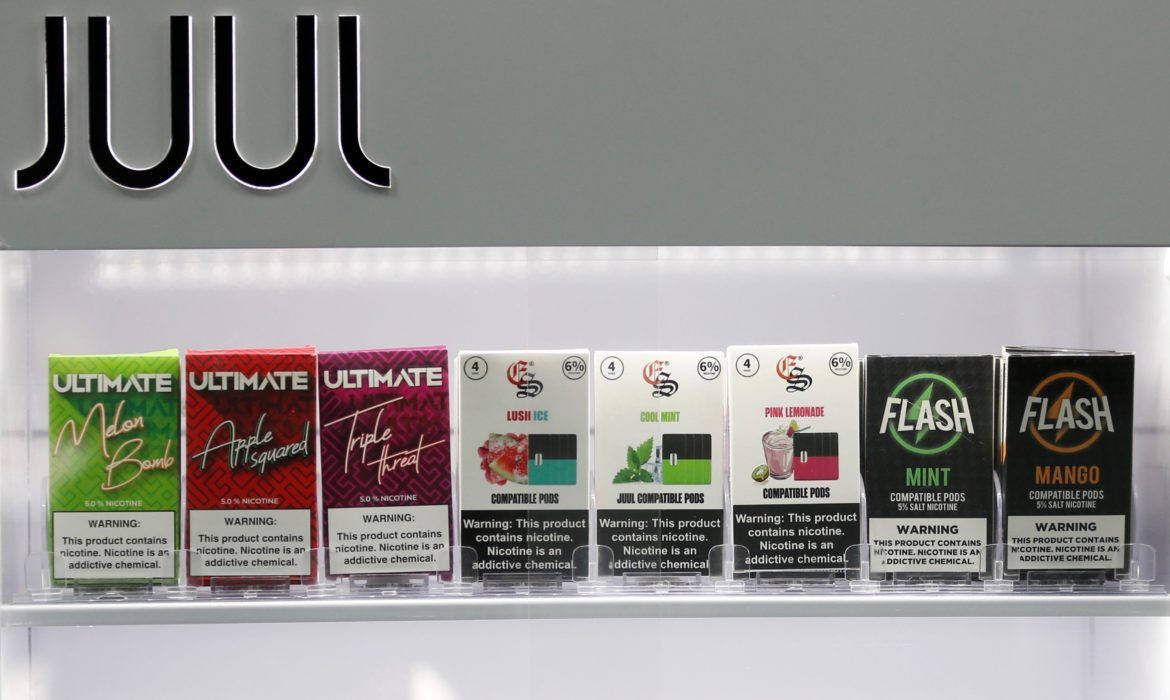 JUUL
ULTIMATE
Melon
Bomb
5.0 % NICOTINE
WARNING:
This product contains
nicotine. Nicotine is an
addictive chemical.
ULTIMATE
Apple
squared
5.0 % NICOTINE
WARNING:
This product contains
nicotine. Nicotine is an
addictive chemical.
ULTIMATE
Triple
threat
5.0 % NICOTINE
WARNING:
This product contains
nicotine. Nicotine is an
addictive chemical.
4
ES
6%
LUSH ICE
COMPATIBLE PODS
Warning: This product
contains nicotine.
Nicotine is an
addictive chemical
4
ES
6%
COOL MINT
JUUL COMPATIBLE PODS
Warning: This product
contains nicotine.
Nicotine is an
addictive chemical
4
ES
6%
PINK LEMONADE
COMPATIBLE PODS
Warning: This product
contains nicotine.
Nicotine is an
addictive chemical
FLASH
MINT
COMPATIBLE PODS
5% SALT NICOTINE
WARNING
THIS PRODUCT CONTAINS
NICOTINE. NICOTINE IS AN
ADDICTIVE CHEMICAL.
FLASH
MANGO
COMPATIBLE PODS
5% SALT NICOTINE
WARNING
THIS PRODUCT CONTAINS
NICOTINE. NICOTINE IS AN
ADDICTIVE CHEMICAL.